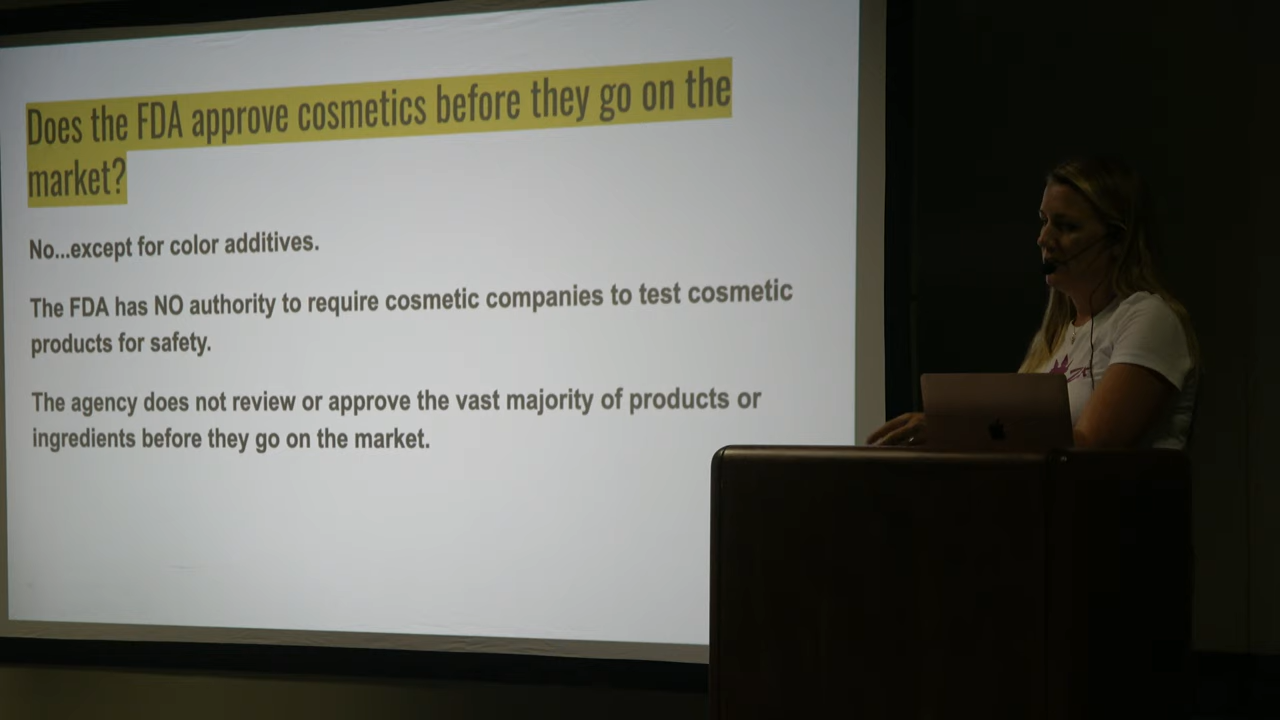 Does the FDA approve cosmetics before they go on the
market?
No...except for color additives.
The FDA has NO authority to require cosmetic companies to test cosmetic
products for safety.
The agency does not review or approve the vast majority of products or
ingredients before they go on the market.